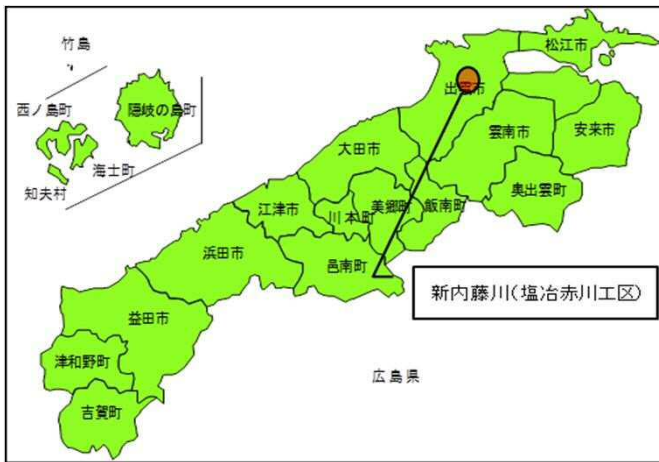 竹島
松江市
西ノ島町
隠岐の島町
出雲市
海士町
知夫村
雲南市
安来市
大田市
奥出雲町
江津市
川本町
美郷町
飯南町
浜田市
邑南町
新内藤川(塩冶赤川工区)
益田市
津和野町
広島県
吉賀町